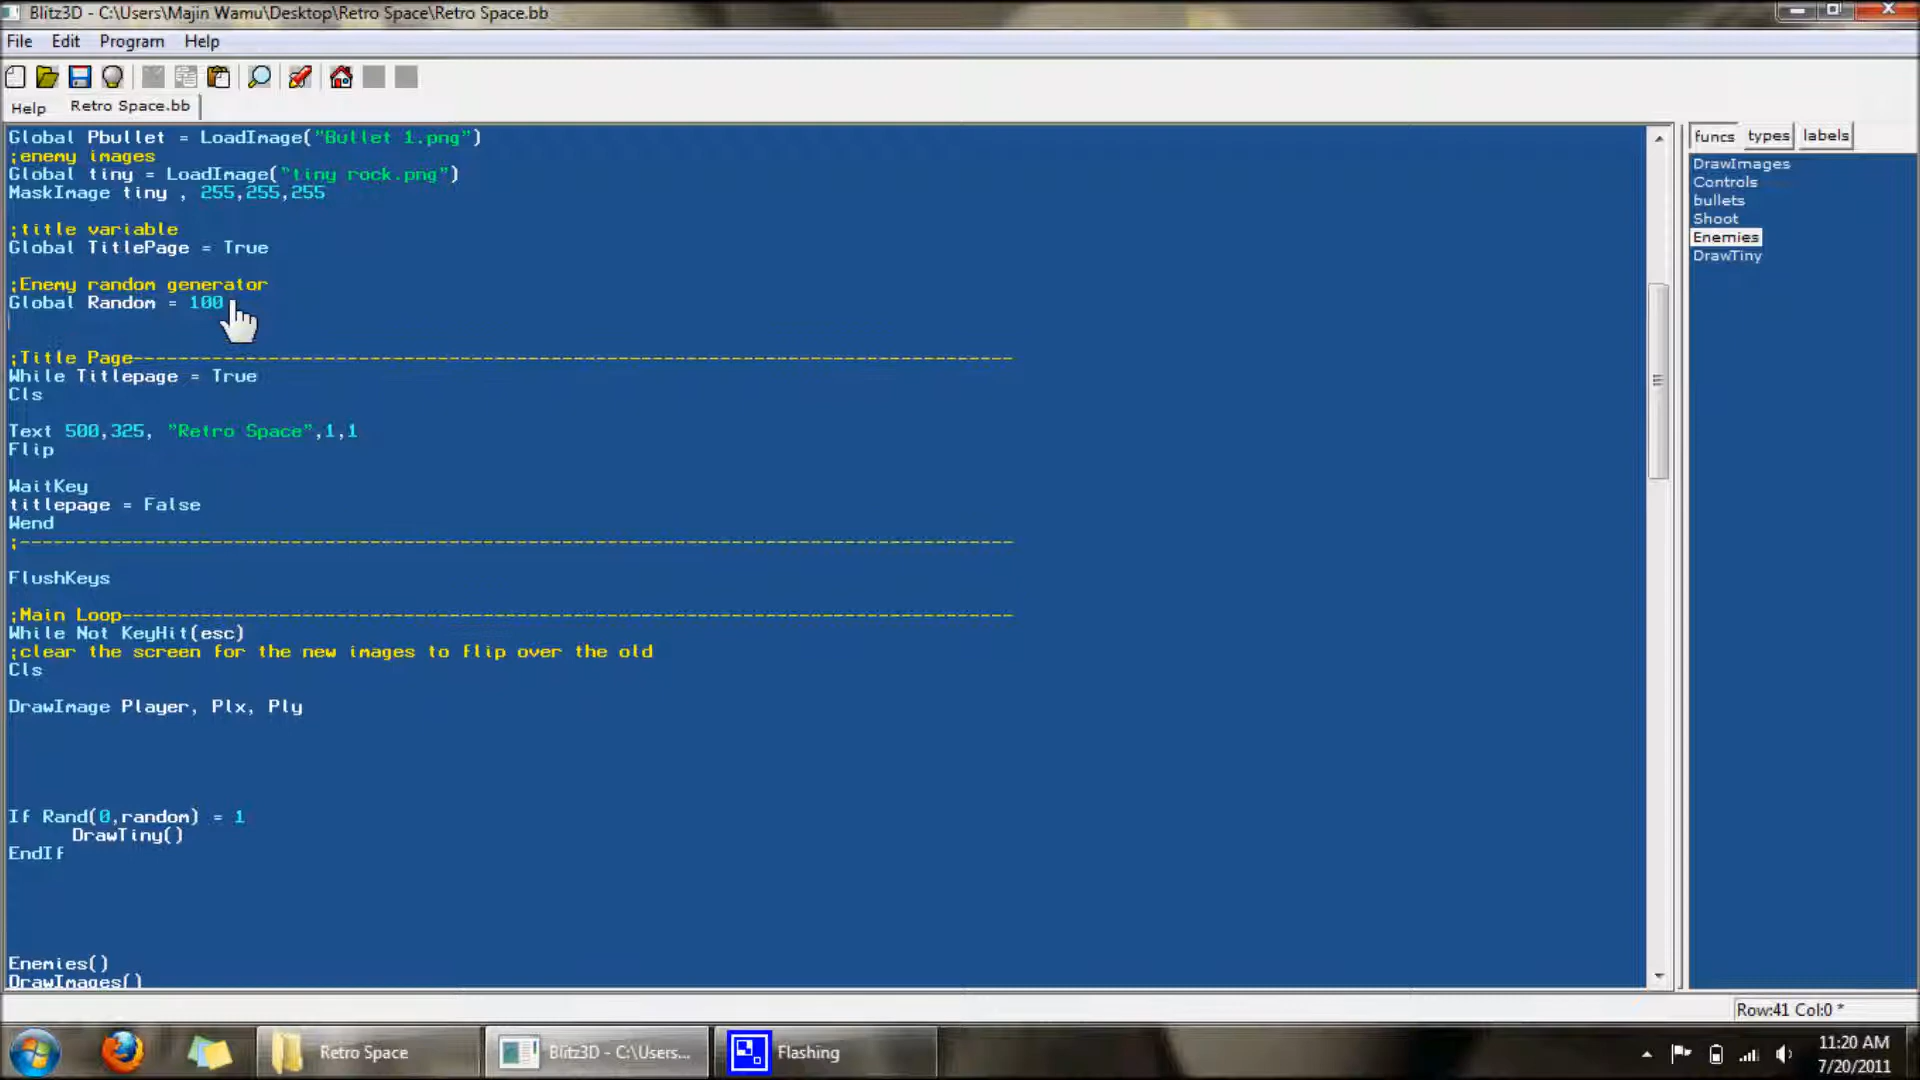 Blitz3D - C:\Users\Majin Wamu\Desktop\Retro Space\Retro Space.bb
File Edit Program Help
Help Retro Space.bb
Global Pbullet = LoadImage("Bullet 1.png")
;enemy images
Global tiny = LoadImage("tiny rock.png")
MaskImage tiny , 255,255,255
;title variable
Global TitlePage = True
;Enemy random generator
Global Random = 100
;Title Page-------------------------------------------------------------------------------
While Titlepage = True
Cls
Text 500,325, "Retro Space",1,1
Flip
WaitKey
titlepage = False
Wend
;-----------------------------------------------------------------------------------------
FlushKeys
;Main Loop--------------------------------------------------------------------------------
While Not KeyHit(esc)
;clear the screen for the new images to flip over the old
Cls
DrawImage Player, Plx, Ply
If Rand(0,random) = 1
DrawTiny()
EndIf
Enemies()
DrawImages()
funcs types labels
DrawImages
Controls
bullets
Shoot
Enemies
DrawTiny
Row:41 Col:0 *
Retro Space
Blitz3D - C:\Users...
Flashing
11:20 AM
7/20/2011